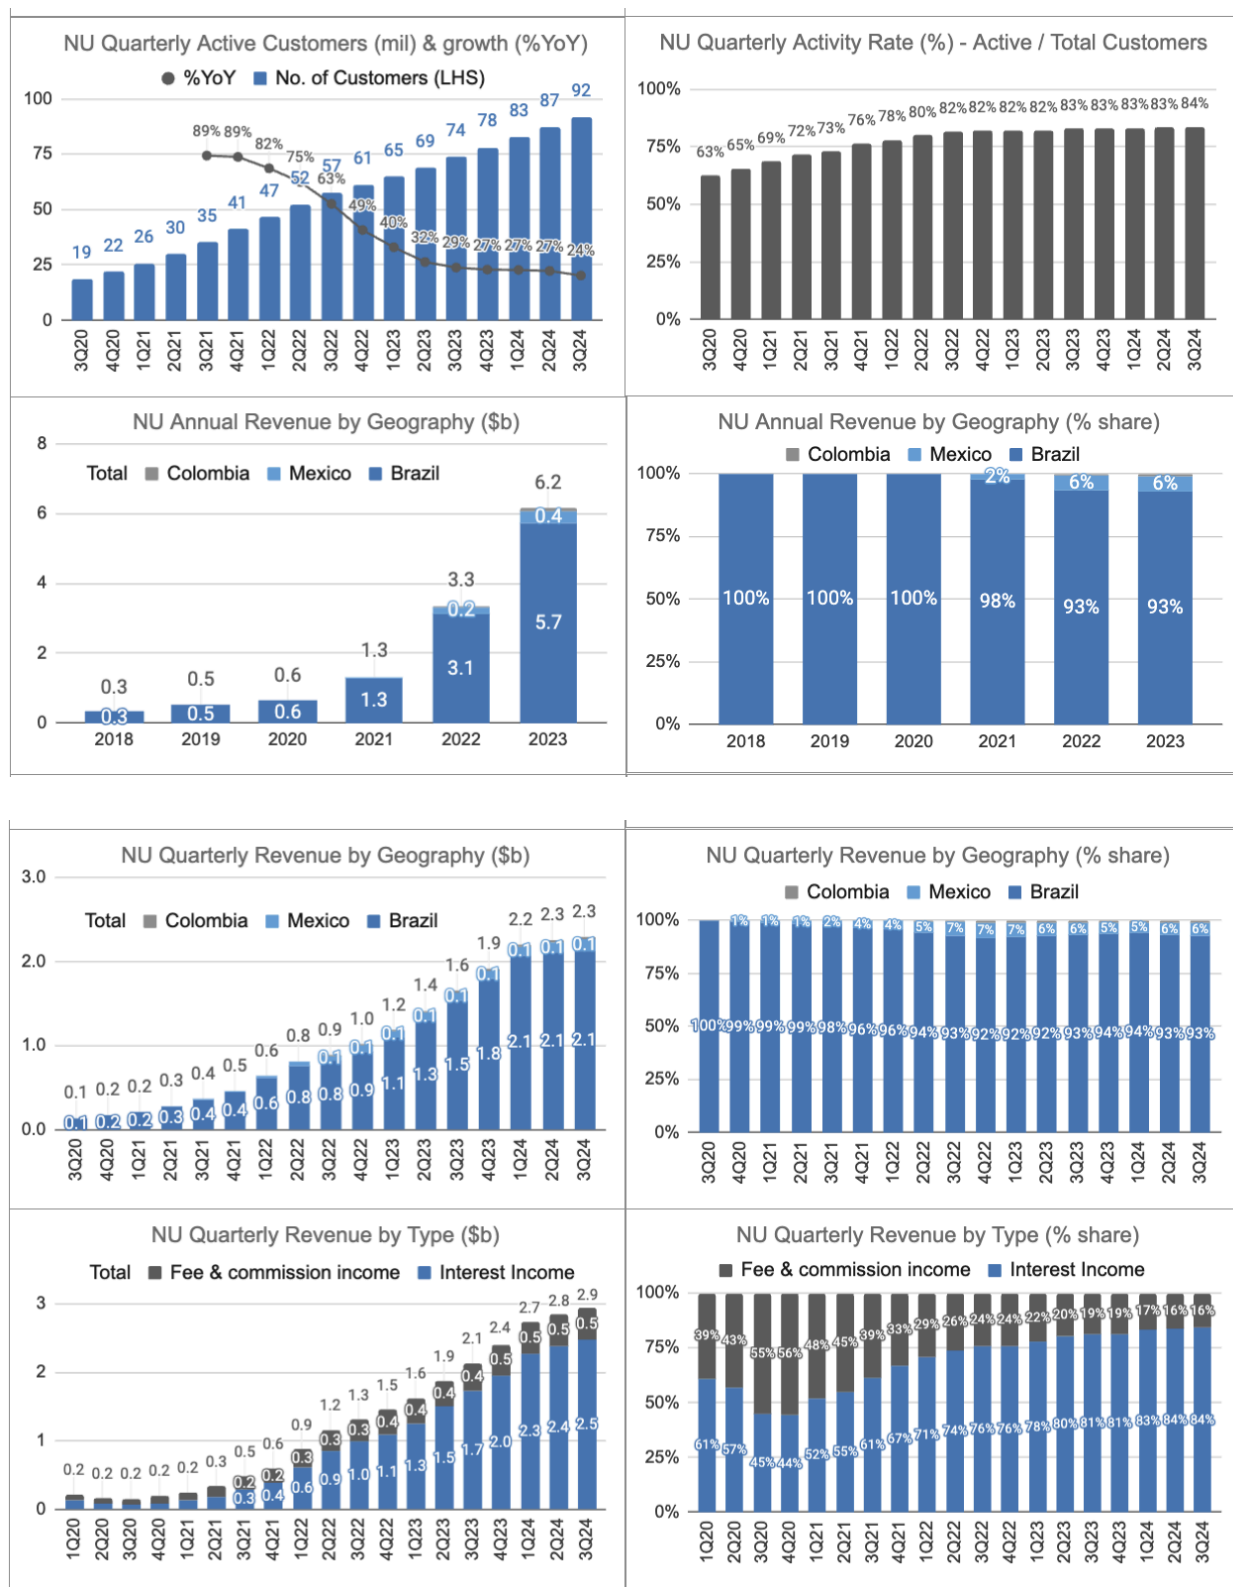 NU Quarterly Active Customers (mil) & growth (%YoY)
%YoY No. of Customers (LHS)
100
75
50
25
0
19 22 26 30 35 41 47 52 57 61 65 69 74 78 83 87 92
89% 89% 82% 75% 63% 49% 40% 32% 29% 27% 27% 27% 24%
3Q20 4Q20 1Q21 2Q21 3Q21 4Q21 1Q22 2Q22 3Q22 4Q22 1Q23 2Q23 3Q23 4Q23 1Q24 2Q24 3Q24
NU Quarterly Activity Rate (%) - Active / Total Customers
100%
75%
50%
25%
0%
63% 65% 69% 72% 73% 76% 78% 80% 82% 82% 82% 82% 83% 83% 83% 83% 84%
3Q20 4Q20 1Q21 2Q21 3Q21 4Q21 1Q22 2Q22 3Q22 4Q22 1Q23 2Q23 3Q23 4Q23 1Q24 2Q24 3Q24
NU Annual Revenue by Geography ($b)
Total Colombia Mexico Brazil
8
6
4
2
0
0.3 0.5 0.6 1.3 3.3 6.2
0.2 0.4
0.3 0.5 0.6 1.3 3.1 5.7
2018 2019 2020 2021 2022 2023
NU Annual Revenue by Geography (% share)
Colombia Mexico Brazil
100%
75%
50%
25%
0%
2% 6% 6%
100% 100% 100% 98% 93% 93%
2018 2019 2020 2021 2022 2023
NU Quarterly Revenue by Geography ($b)
Total Colombia Mexico Brazil
3.0
2.0
1.0
0.0
0.1 0.2 0.2 0.3 0.4 0.5 0.6 0.8 0.9 1.0 1.2 1.4 1.6 1.9 2.2 2.3 2.3
0.1 0.1 0.1 0.1 0.1 0.1 0.1 0.1 0.1
0.1 0.2 0.2 0.3 0.4 0.4 0.6 0.8 0.8 0.9 1.1 1.3 1.5 1.8 2.1 2.1 2.1
3Q20 4Q20 1Q21 2Q21 3Q21 4Q21 1Q22 2Q22 3Q22 4Q22 1Q23 2Q23 3Q23 4Q23 1Q24 2Q24 3Q24
NU Quarterly Revenue by Geography (% share)
Colombia Mexico Brazil
100%
75%
50%
25%
0%
1% 1% 1% 2% 4% 4% 5% 7% 7% 7% 6% 6% 5% 5% 6% 6%
100% 99% 99% 99% 98% 96% 96% 94% 93% 92% 92% 92% 93% 94% 94% 93% 93%
3Q20 4Q20 1Q21 2Q21 3Q21 4Q21 1Q22 2Q22 3Q22 4Q22 1Q23 2Q23 3Q23 4Q23 1Q24 2Q24 3Q24
NU Quarterly Revenue by Type ($b)
Total Fee & commission income Interest Income
3
2
1
0
0.2 0.2 0.2 0.2 0.2 0.3 0.5 0.6 0.9 1.2 1.3 1.5 1.6 1.9 2.1 2.4 2.7 2.8 2.9
0.2 0.2 0.3 0.3 0.3 0.4 0.4 0.4 0.4 0.5 0.5 0.5 0.5
0.3 0.4 0.6 0.9 1.0 1.1 1.3 1.5 1.7 2.0 2.3 2.4 2.5
1Q20 2Q20 3Q20 4Q20 1Q21 2Q21 3Q21 4Q21 1Q22 2Q22 3Q22 4Q22 1Q23 2Q23 3Q23 4Q23 1Q24 2Q24 3Q24
NU Quarterly Revenue by Type (% share)
Fee & commission income Interest Income
100%
75%
50%
25%
0%
39% 43% 55% 56% 48% 45% 39% 33% 29% 26% 24% 24% 22% 20% 19% 19% 17% 16% 16%
61% 57% 45% 44% 52% 55% 61% 67% 71% 74% 76% 76% 78% 80% 81% 81% 83% 84% 84%
1Q20 2Q20 3Q20 4Q20 1Q21 2Q21 3Q21 4Q21 1Q22 2Q22 3Q22 4Q22 1Q23 2Q23 3Q23 4Q23 1Q24 2Q24 3Q24